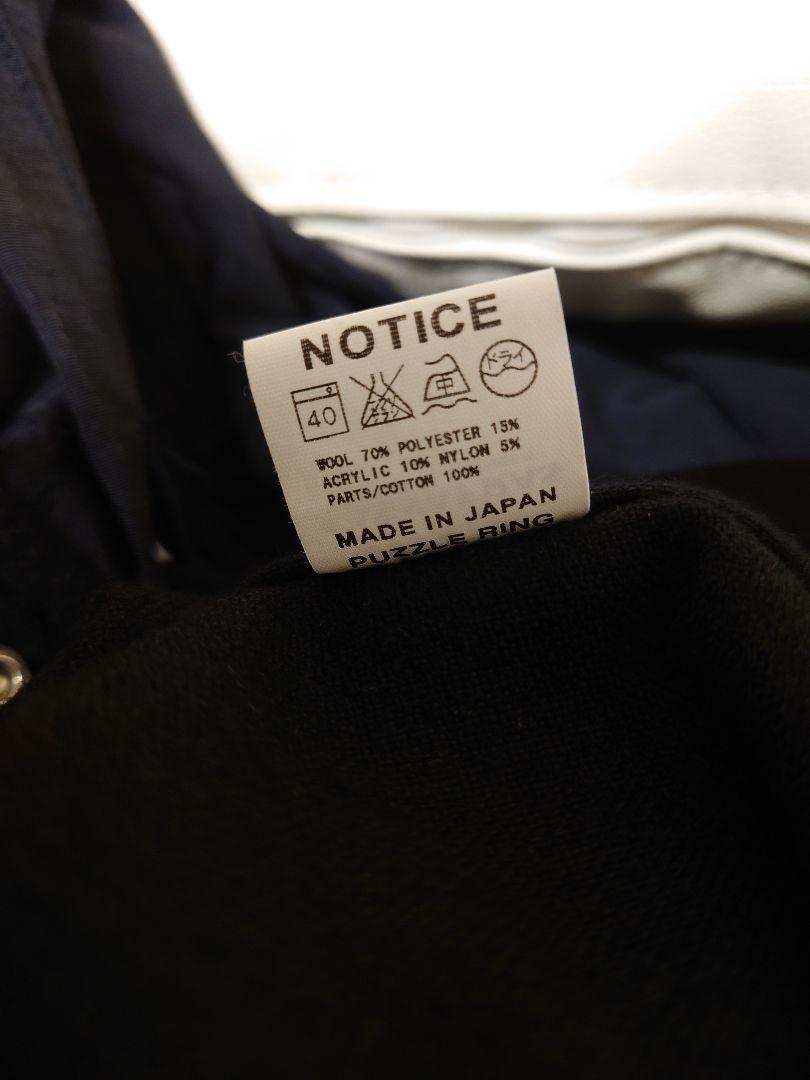 NOTICE
40 中 ドライ
WOOL 70% POLYESTER 15%
ACRYLIC 10% NYLON 5%
PARTS/COTTON 100%
MADE IN JAPAN
PUZZLE RING